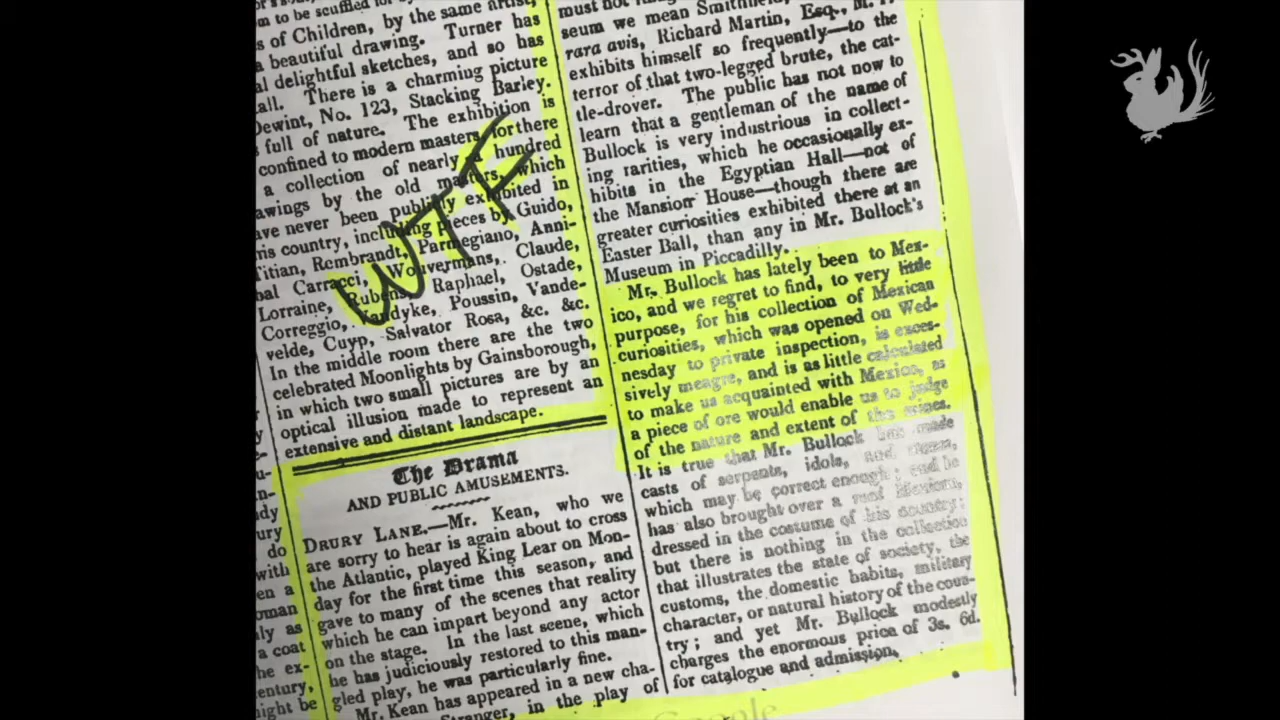 m to be scuffled for by
s of Children, by the same artist,
a beautiful drawing. Turner has
al delightful sketches, and so has
all. There is a charming picture
Dewint, No. 123, Stacking Barley.
full of nature. The exhibition is
confined to modern masters, for there
a collection of nearly a hundred
awings by the old masters, which
ave never been publicly exhibited in
his country, including pieces by Guido,
Titian, Rembrandt, Parmegiano, Anni-
bal Carracci, Wouvermans, Claude,
Lorraine, Rubens, Raphael, Ostade,
Correggio, Vandyke, Poussin, Vande-
velde, Cuyp, Salvator Rosa, &c. &c.
In the middle room there are the two
celebrated Moonlights by Gainsborough,
in which two small pictures are by an
optical illusion made to represent an
extensive and distant landscape.
WTF
The Drama
AND PUBLIC AMUSEMENTS.
DRURY LANE.—Mr. Kean, who we
are sorry to hear is again about to cross
the Atlantic, played King Lear on Mon-
day for the first time this season, and
gave to many of the scenes that reality
which he can impart beyond any actor
on the stage. In the last scene, which
he has judiciously restored to this man-
gled play, he was particularly fine.
Mr. Kean has appeared in a new cha-
Stranger, in the play of
must not
seum we mean Smithfield,
rara avis, Richard Martin, Esq., M. P.,
exhibits himself so frequently—to the
terror of that two-legged brute, the cat-
tle-drover. The public has not now to
learn that a gentleman of the name of
Bullock is very industrious in collect-
ing rarities, which he occasionally ex-
hibits in the Egyptian Hall—not of
the Mansion House—though there are
greater curiosities exhibited there at an
Easter Ball, than any in Mr. Bullock's
Museum in Piccadilly.
Mr. Bullock has lately been to Mex-
ico, and we regret to find, to very little
purpose, for his collection of Mexican
curiosities, which was opened on Wed-
nesday to private inspection, is exces-
sively meagre, and is as little calculated
to make us acquainted with Mexico, as
a piece of ore would enable us to judge
of the nature and extent of the mines.
It is true that Mr. Bullock has made
casts of serpents, idols, and
which may be correct enough; and he
has also brought over a real Mexican,
dressed in the costume of his country;
but there is nothing in the collection
that illustrates the state of society, the
customs, the domestic habits, military
character, or natural history of the coun-
try; and yet Mr. Bullock modestly
charges the enormous price of 3s. 6d.
for catalogue and admission.
Google